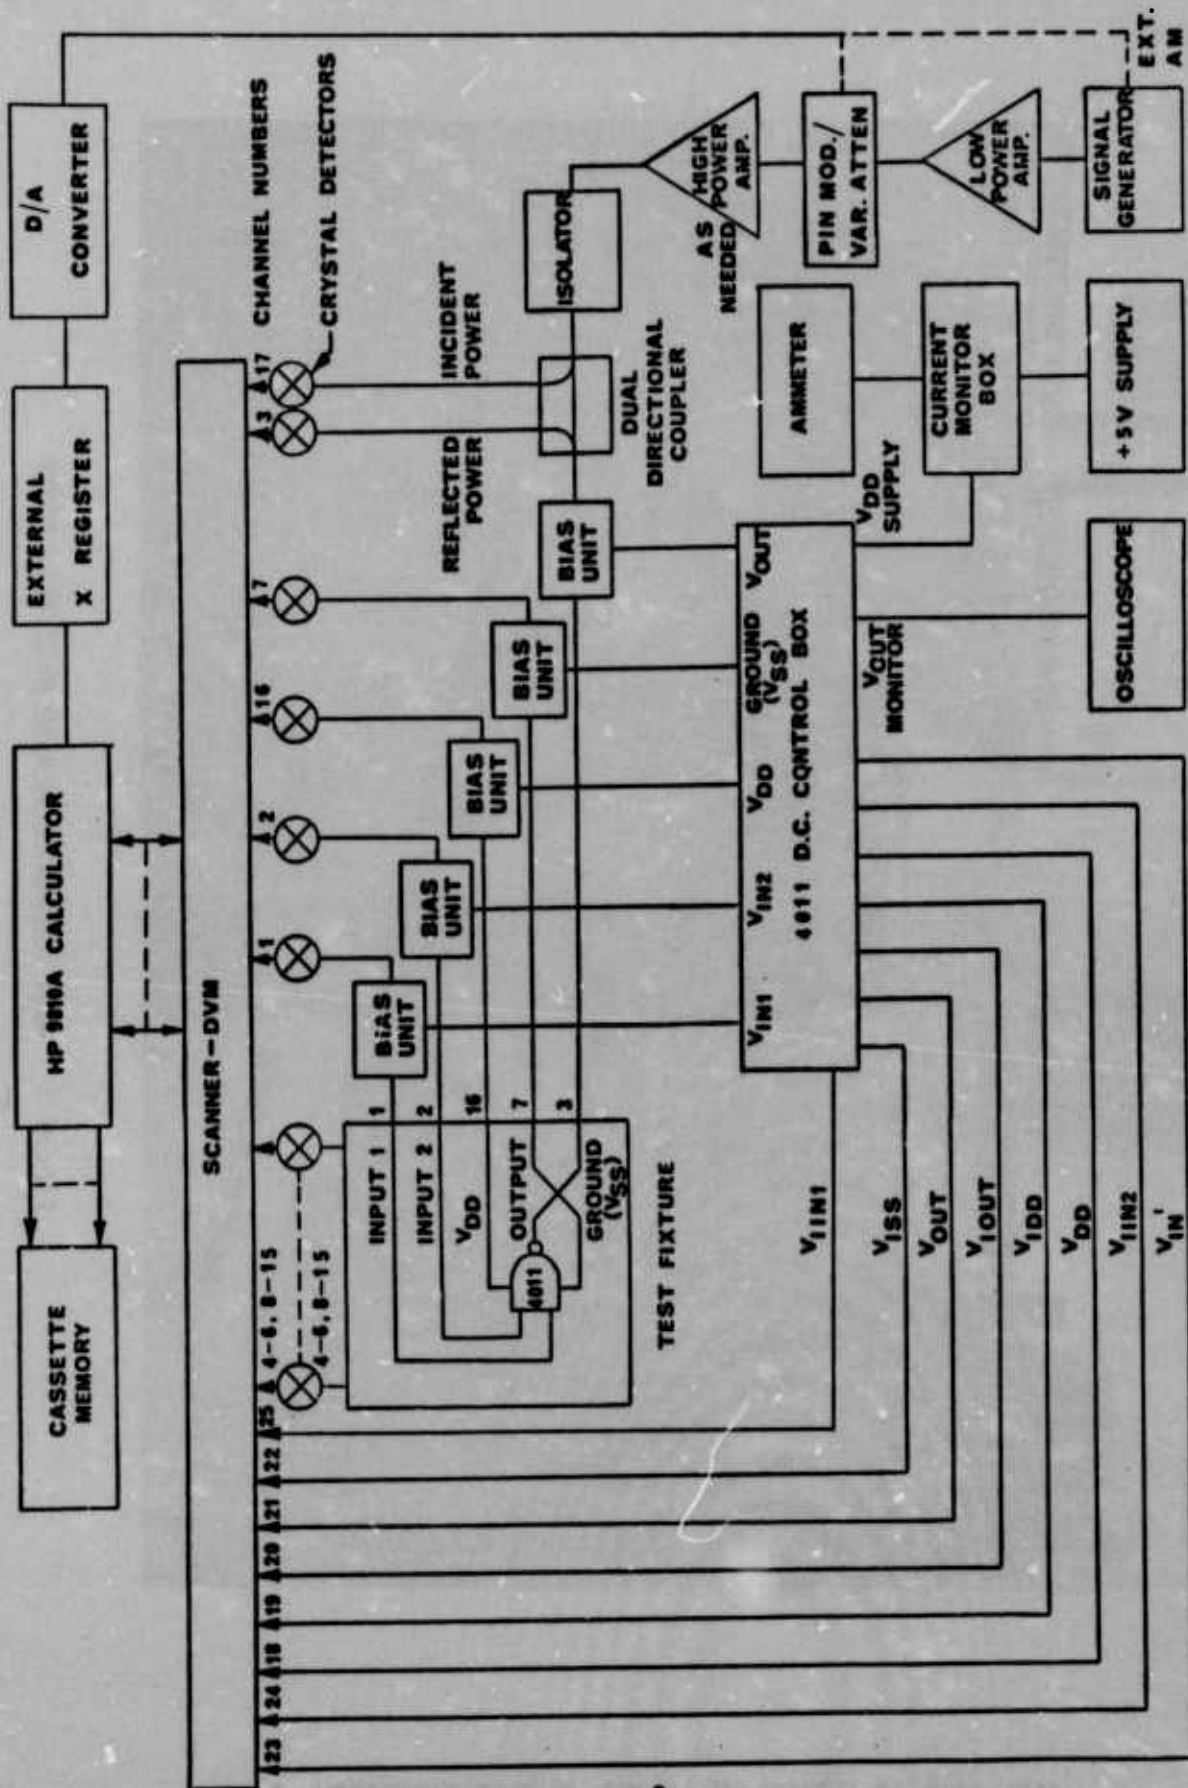 CASSETTE
MEMORY
HP 9810A CALCULATOR
EXTERNAL
X REGISTER
D/A
CONVERTER
SCANNER-DVM
CHANNEL NUMBERS
CRYSTAL DETECTORS
23
24
18
19
20
21
22
25
4-6, 8-15
4-6, 8-15
1
2
16
7
3
17
REFLECTED
POWER
INCIDENT
POWER
INPUT 1
1
INPUT 2
2
VDD
16
OUTPUT
7
GROUND
(VSS)
3
4011
TEST FIXTURE
BIAS
UNIT
BIAS
UNIT
BIAS
UNIT
BIAS
UNIT
BIAS
UNIT
DUAL
DIRECTIONAL
COUPLER
ISOLATOR
AS
NEEDED
HIGH
POWER
AMP.
PIN MOD./
VAR. ATTEN
LOW
POWER
AMP.
SIGNAL
GENERATOR
EXT.
AM
VIN1
VIN2
VDD
GROUND
(VSS)
VOUT
4011 D.C. CONTROL BOX
AMMETER
VDD
SUPPLY
CURRENT
MONITOR
BOX
+5V SUPPLY
VOUT
MONITOR
OSCILLOSCOPE
VIIN1
VISS
VOUT
VIOUT
VIDD
VDD
VIIN2
VIN'